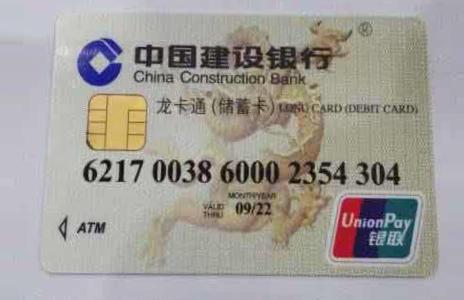 ®
中国建设银行
China Construction Bank
龙卡通(储蓄卡) LONG CARD (DEBIT CARD)
6217 0038 6000 2354 304
MONTH/YEAR
VALID THRU 09/22
ATM
UnionPay
银取